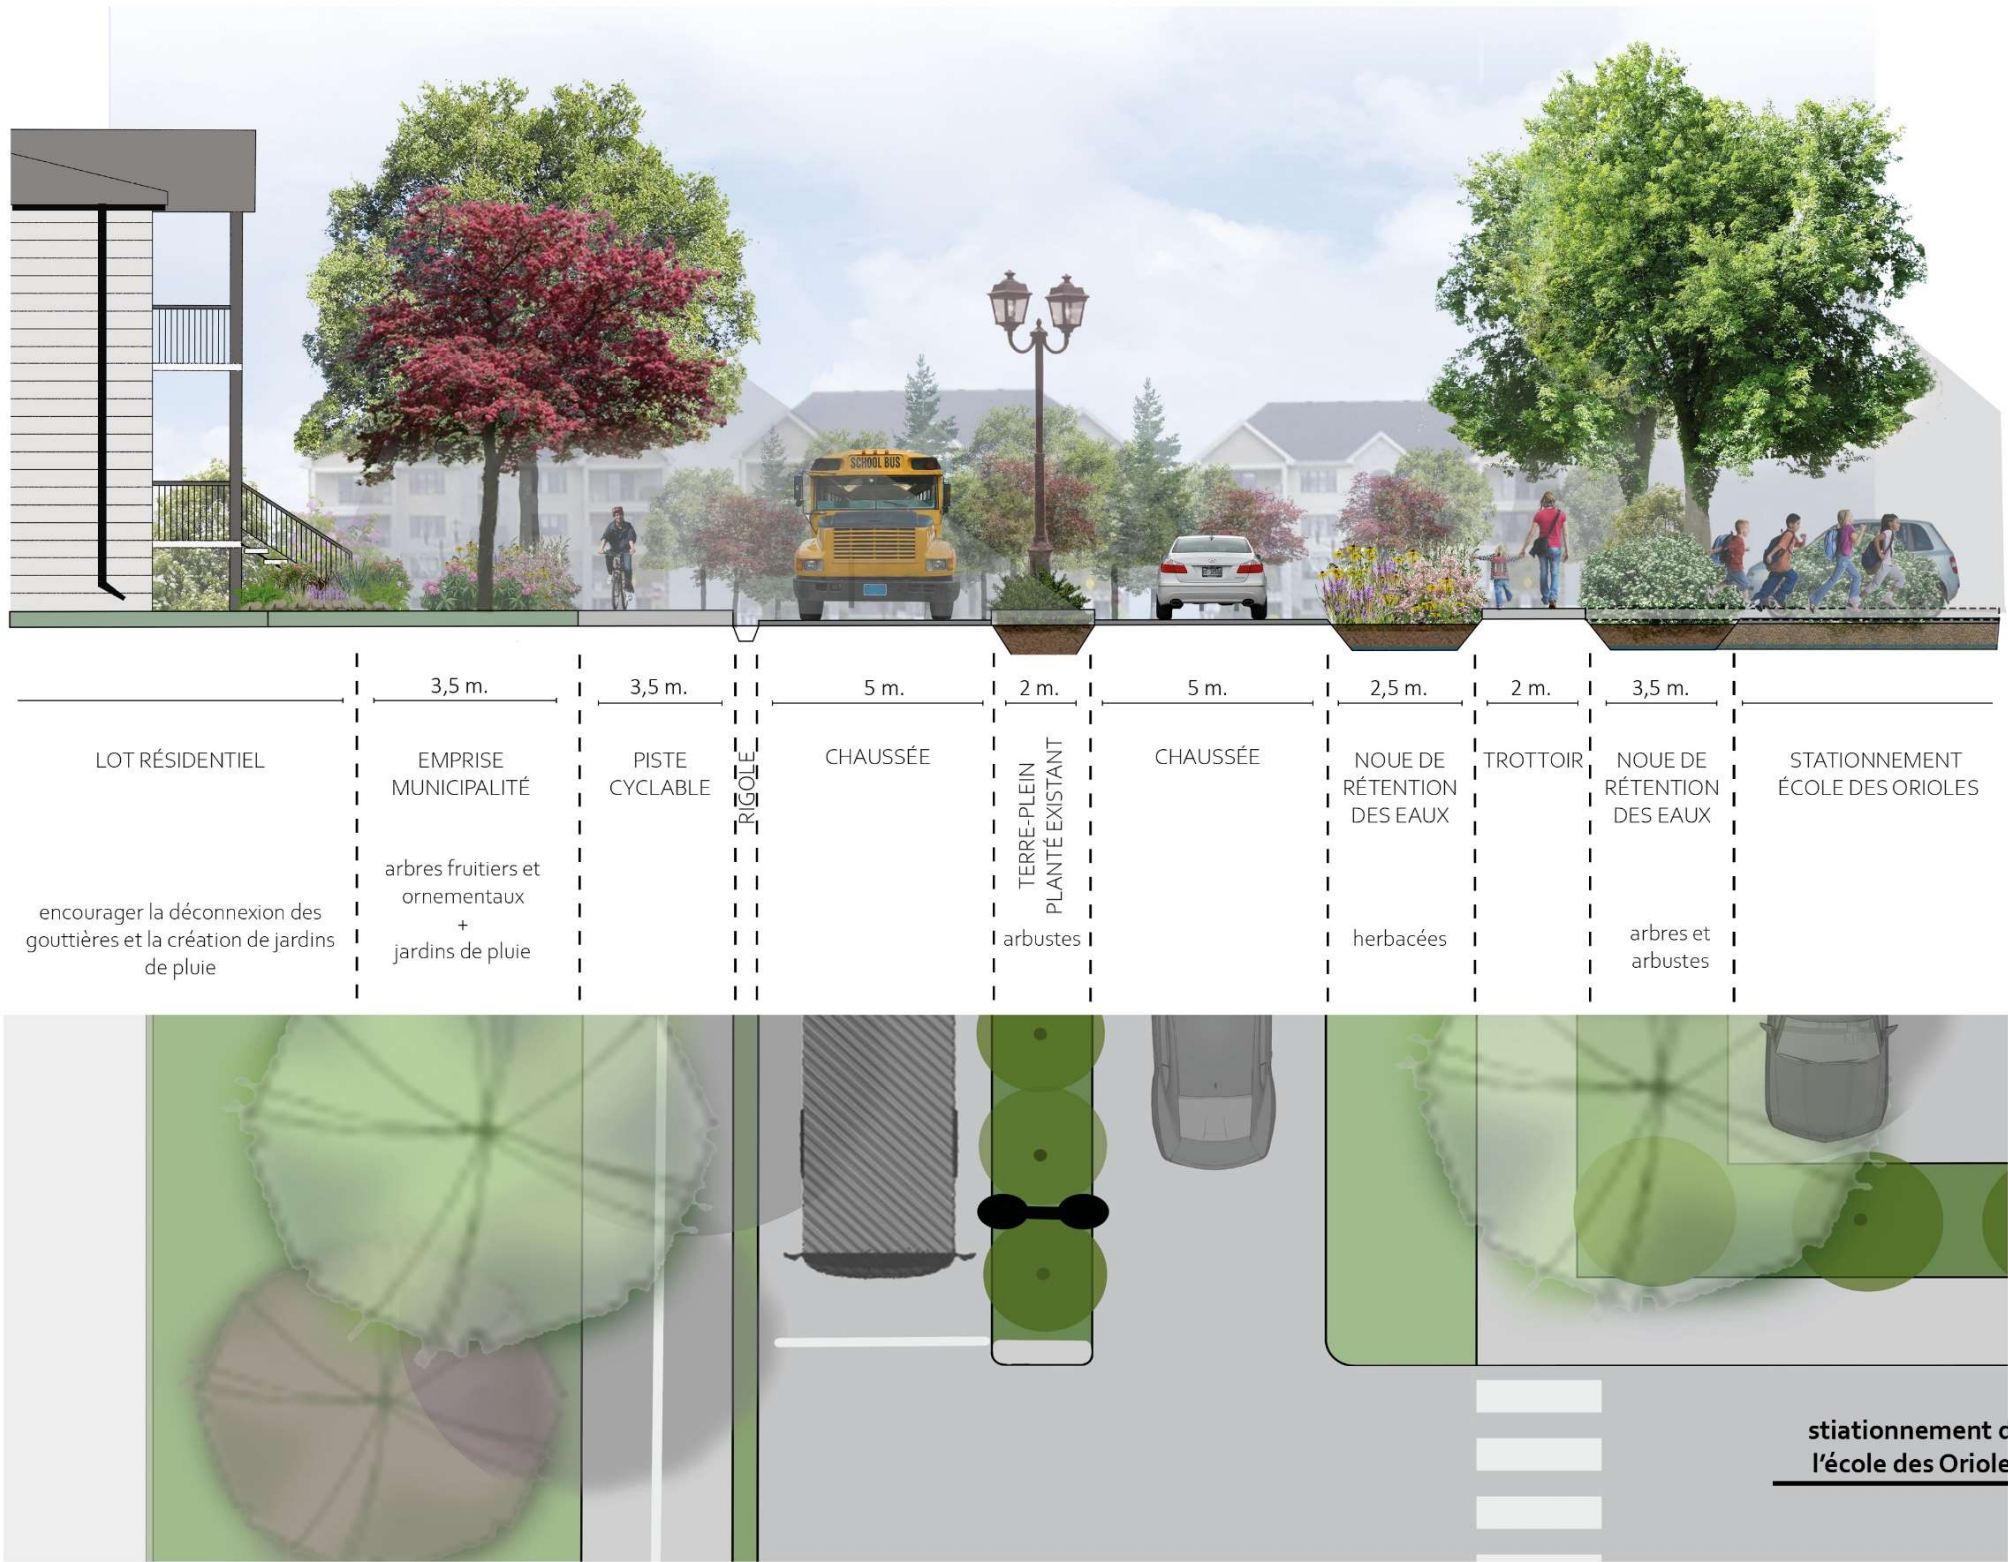 SCHOOL BUS
3,5 m.
3,5 m.
5 m.
2 m.
5 m.
2,5 m.
2 m.
3,5 m.
LOT RÉSIDENTIEL
encourager la déconnexion des
gouttières et la création de jardins
de pluie
EMPRISE
MUNICIPALITÉ
arbres fruitiers et
ornementaux
+
jardins de pluie
PISTE
CYCLABLE
RIGOLE
CHAUSSÉE
TERRE-PLEIN
PLANTÉ EXISTANT
arbustes
CHAUSSÉE
NOUE DE
RÉTENTION
DES EAUX
herbacées
TROTTOIR
NOUE DE
RÉTENTION
DES EAUX
arbres et
arbustes
STATIONNEMENT
ÉCOLE DES ORIOLES
stiationnement d
l'école des Oriole